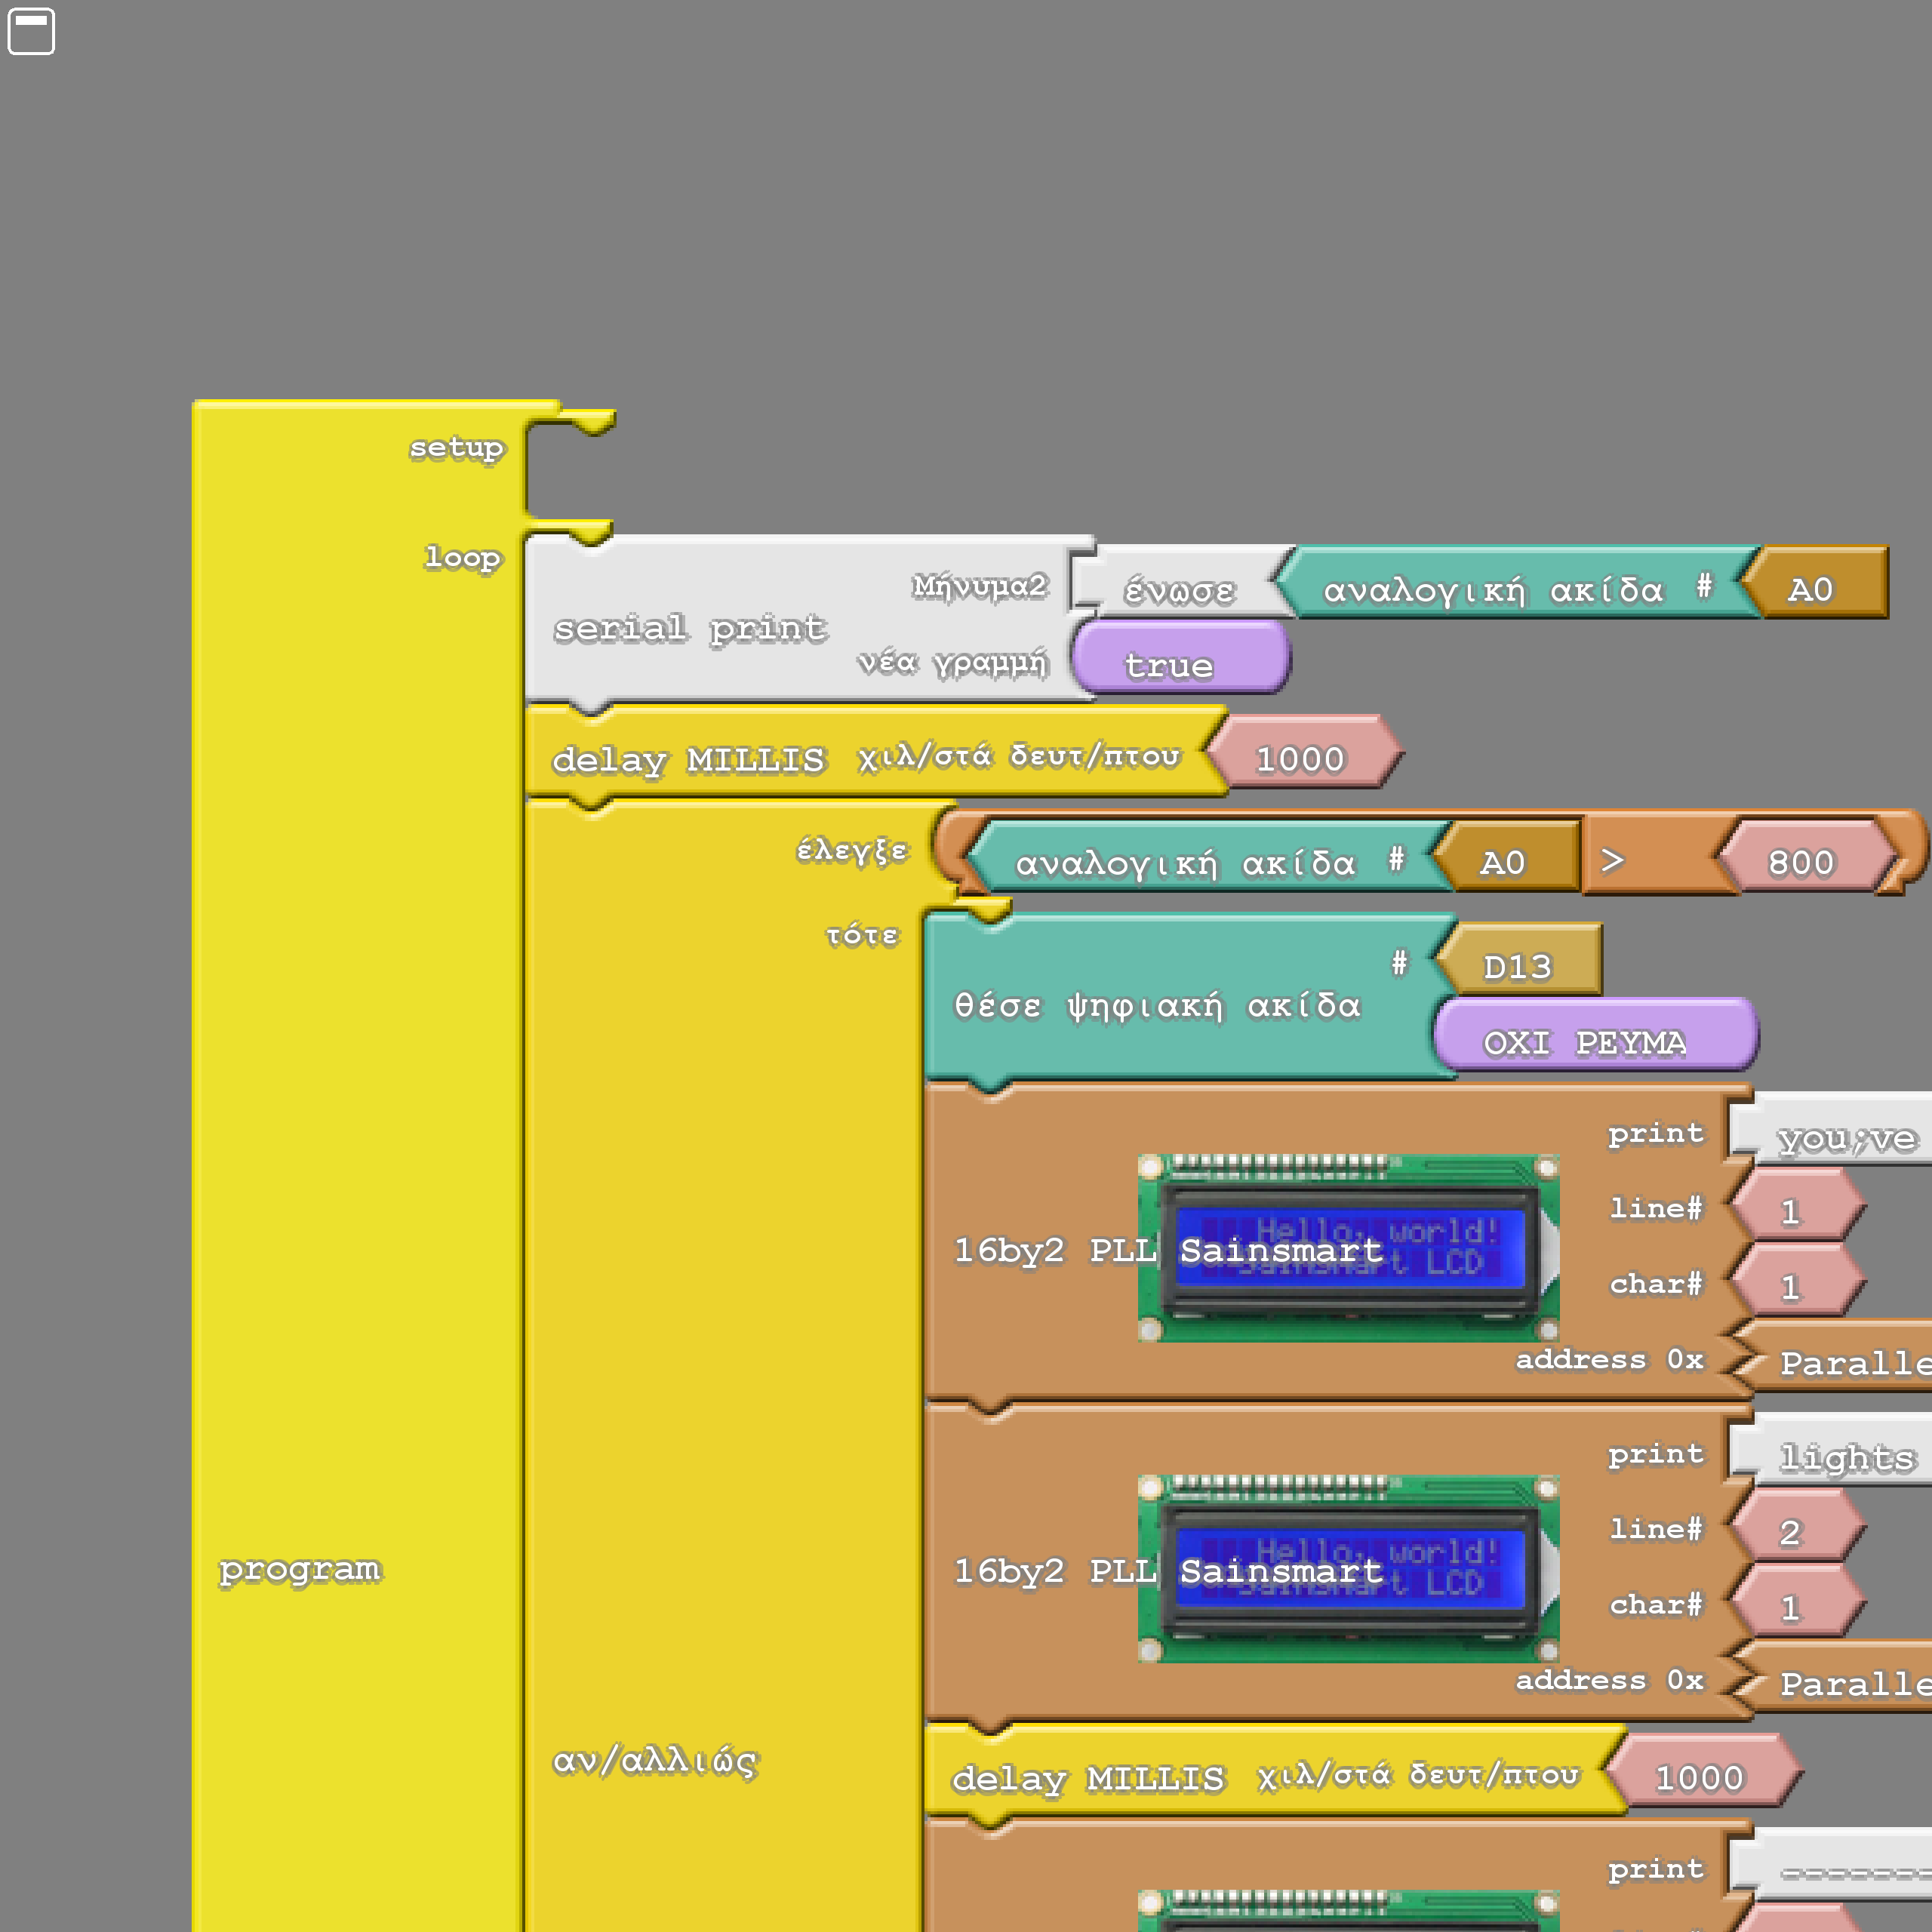 setup
loop
serial print
Μήνυμα2
ένωσε
αναλογική ακίδα #
A0
νέα γραμμή
true
delay MILLIS χιλ/στά δευτ/πτου
1000
έλεγξε
αναλογική ακίδα #
A0
>
800
τότε
θέσε ψηφιακή ακίδα
#
D13
ΟΧΙ ΡΕΥΜΑ
16by2 PLL Sainsmart
Hello, world!
Sainsmart LCD
print
you;ve
line#
1
char#
1
address 0x
Paralle
16by2 PLL Sainsmart
Hello, world!
Sainsmart LCD
print
lights
line#
2
char#
1
address 0x
Paralle
program
αν/αλλιώς
delay MILLIS χιλ/στά δευτ/πτου
1000
print
-------